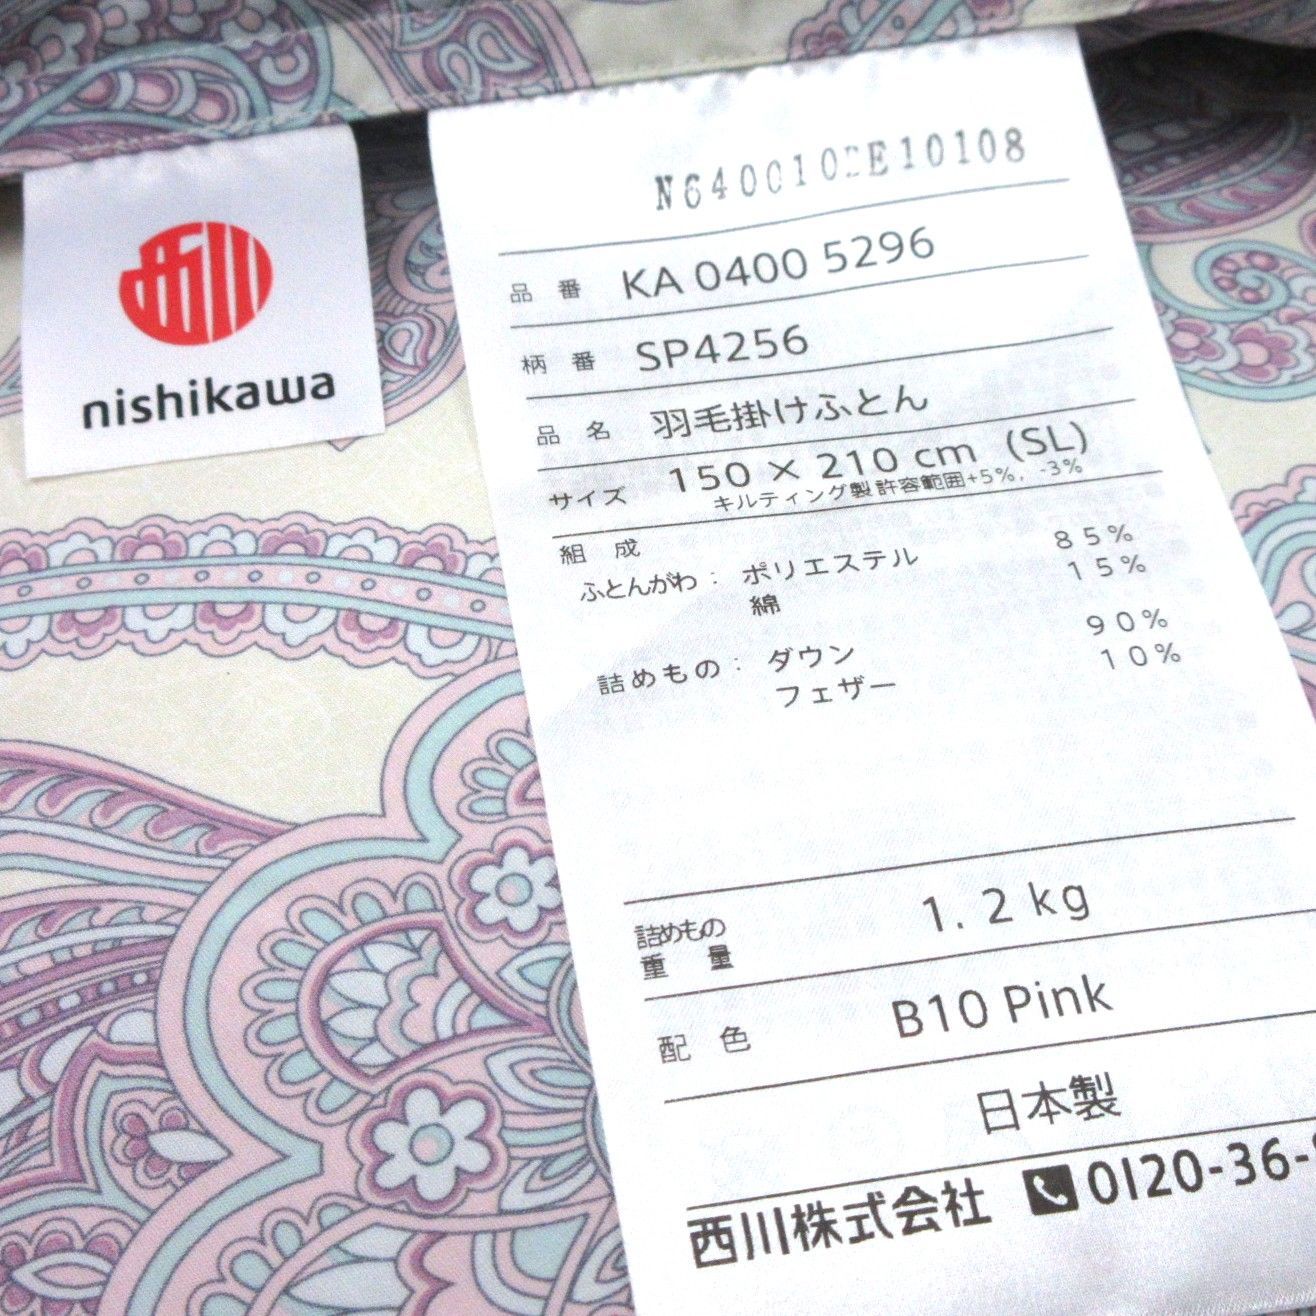 nishikawa
品番 KA 0400 5296
柄番 SP4256
品名 羽毛掛けふとん
サイズ 150 × 210 cm (SL)
キルティング製許容範囲+5%, -3%
組成
ふとんがわ： ポリエステル 85%
綿 15%
詰めもの： ダウン 90%
フェザー 10%
詰めもの
重量 1.2 kg
配色 B10 Pink
日本製
西川株式会社 0120-36-